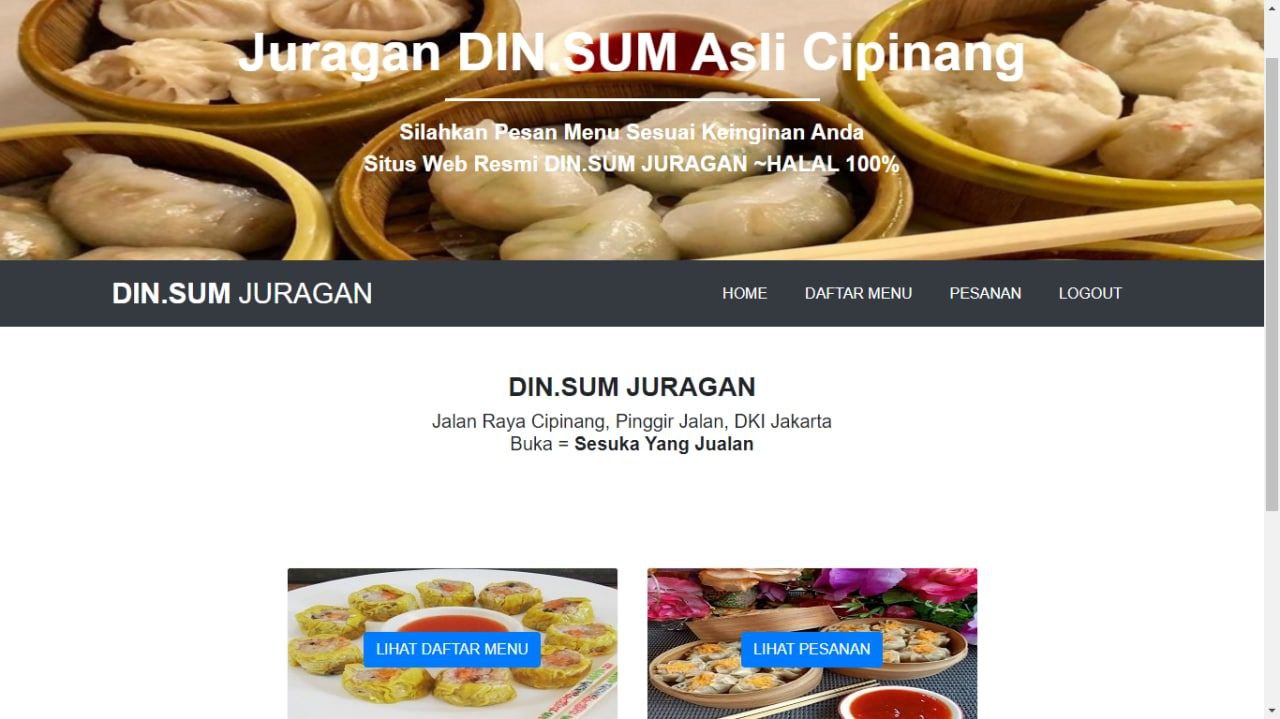 Juragan DIN.SUM Asli Cipinang
Silahkan Pesan Menu Sesuai Keinginan Anda
Situs Web Resmi DIN.SUM JURAGAN ~HALAL 100%
DIN.SUM JURAGAN
HOME
DAFTAR MENU
PESANAN
LOGOUT
DIN.SUM JURAGAN
Jalan Raya Cipinang, Pinggir Jalan, DKI Jakarta
Buka = Sesuka Yang Jualan
LIHAT DAFTAR MENU
LIHAT PESANAN